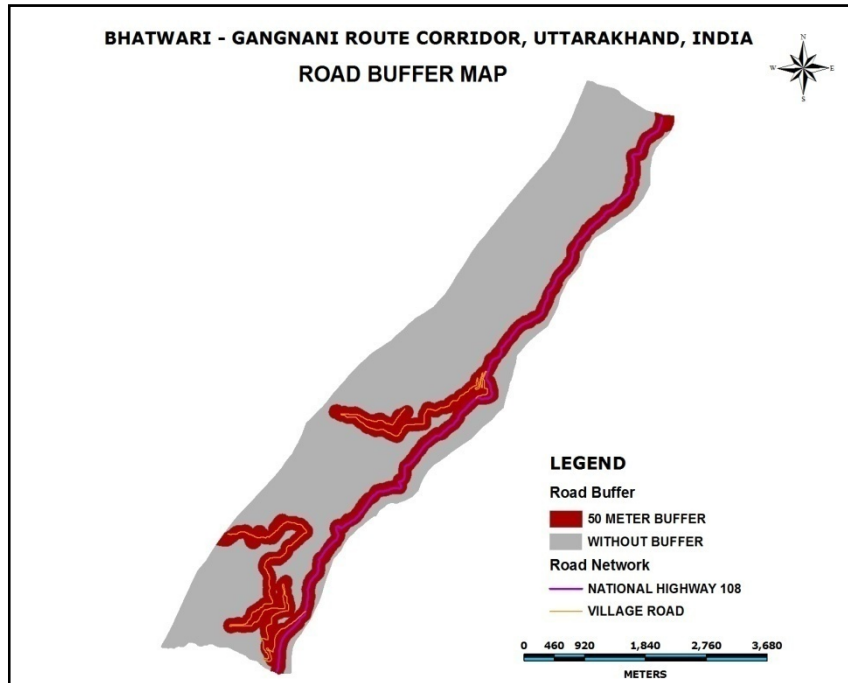 BHATWARI - GANGNANI ROUTE CORRIDOR, UTTARAKHAND, INDIA
ROAD BUFFER MAP
N
W E
S
LEGEND
Road Buffer
50 METER BUFFER
WITHOUT BUFFER
Road Network
NATIONAL HIGHWAY 108
VILLAGE ROAD
0 460 920 1,840 2,760 3,680
METERS